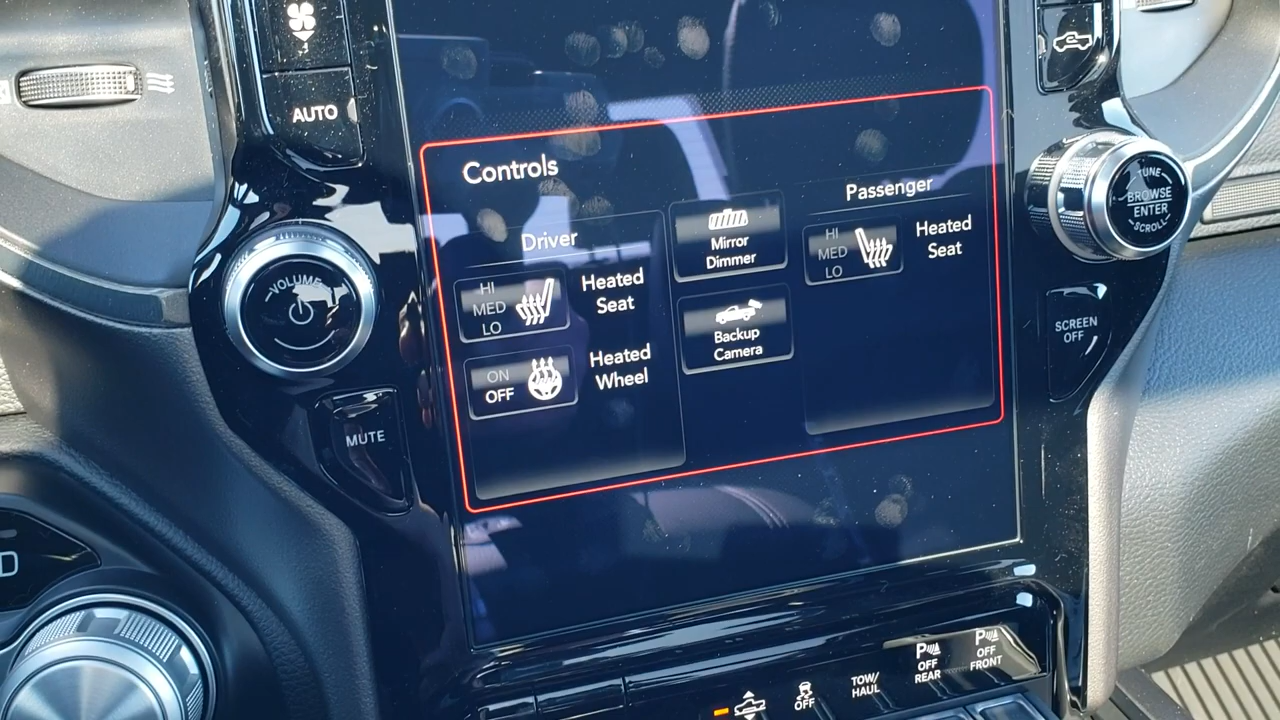 AUTO
Controls
Passenger
Driver
Mirror
Dimmer
HI
MED
LO
Heated
Seat
HI
MED
LO
Heated
Seat
Backup
Camera
ON
OFF
Heated
Wheel
VOLUME
MUTE
TUNE
BROWSE
ENTER
SCROLL
SCREEN
OFF
D
OFF
TOW/
HAUL
P
OFF
REAR
P
OFF
FRONT